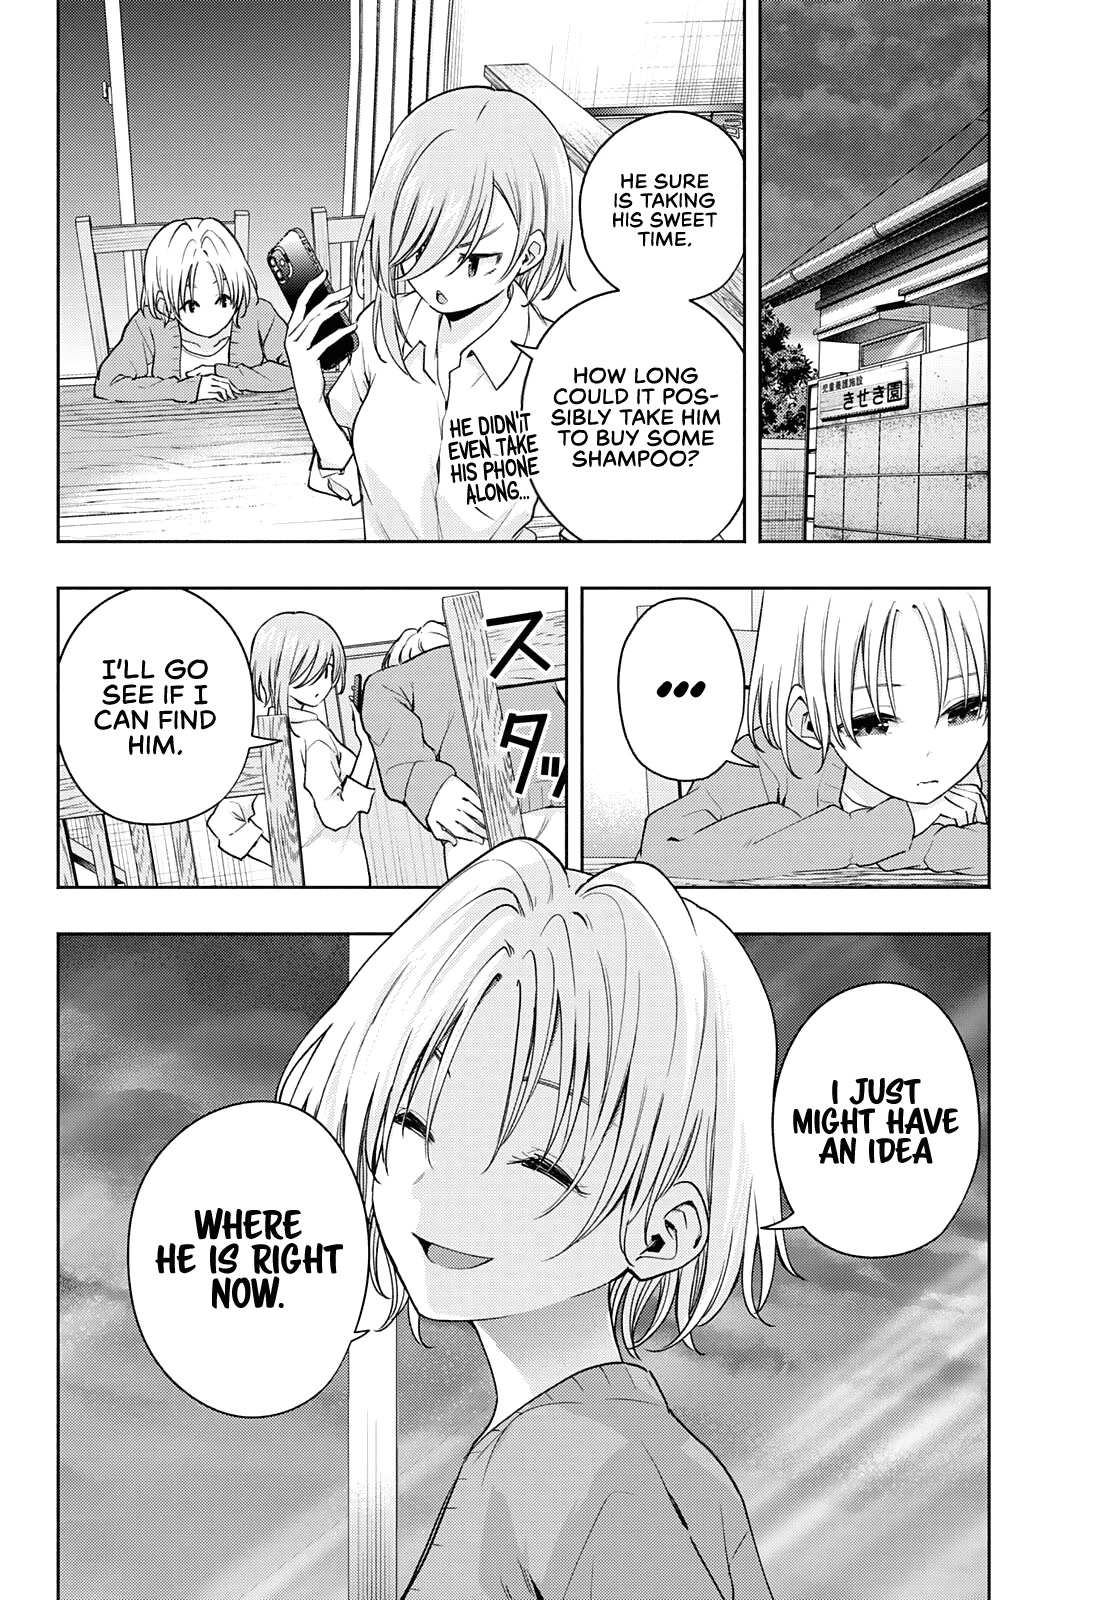 児童養護施設
きせき園
HE SURE
IS TAKING
HIS SWEET
TIME.
HOW LONG
COULD IT POS-
SIBLY TAKE HIM
TO BUY SOME
SHAMPOO?
HE DIDN'T
EVEN TAKE
HIS PHONE
ALONG...
...
スタッ
I'LL GO
SEE IF I
CAN FIND
HIM.
I JUST
MIGHT HAVE
AN IDEA
WHERE
HE IS RIGHT
NOW.